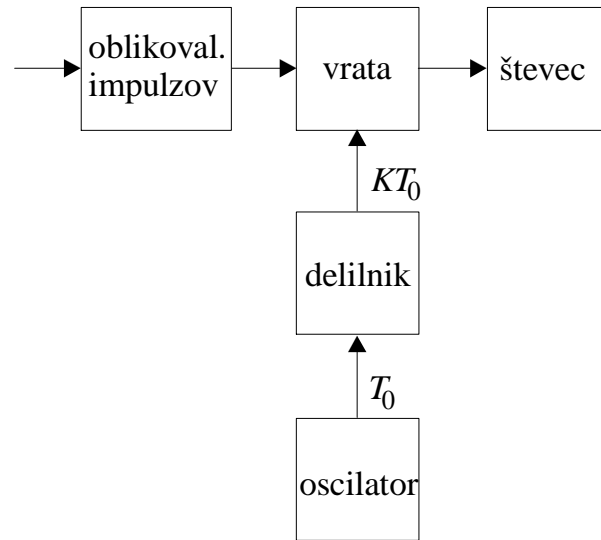 oblikoval.
impulzov
vrata
števec
KT₀
delilnik
T₀
oscilator